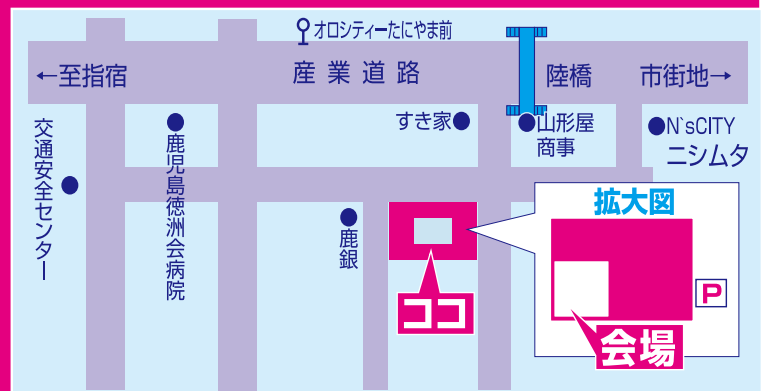 オロシティーたにやま前
←至指宿
産業道路
陸橋
市街地→
すき家
山形屋
商事
N'sCITY
ニシムタ
交通安全センター
鹿児島徳洲会病院
鹿銀
ココ
拡大図
P
会場